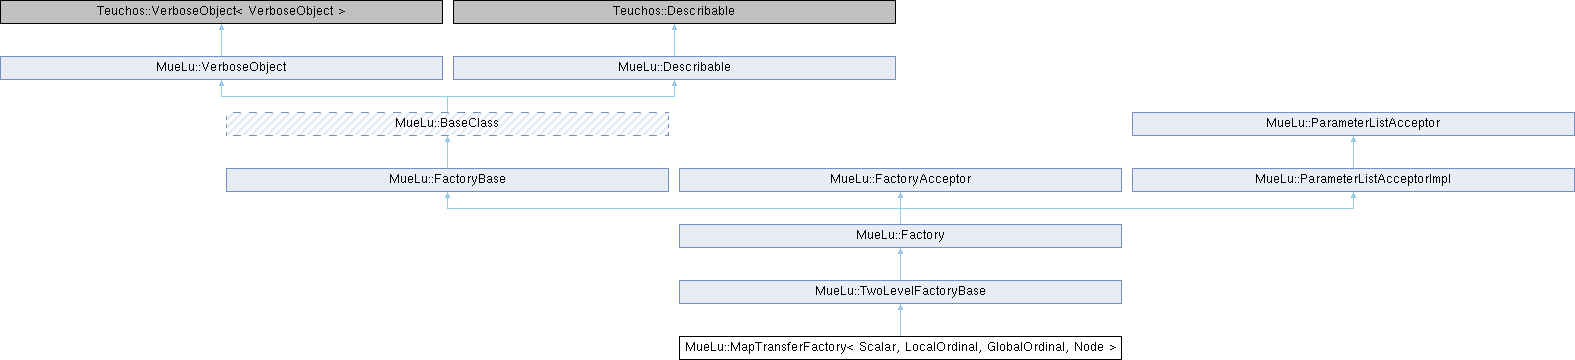 Teuchos::VerboseObject< VerboseObject >
Teuchos::Describable
MueLu::VerboseObject
MueLu::Describable
MueLu::BaseClass
MueLu::ParameterListAcceptor
MueLu::FactoryBase
MueLu::FactoryAcceptor
MueLu::ParameterListAcceptorImpl
MueLu::Factory
MueLu::TwoLevelFactoryBase
MueLu::MapTransferFactory< Scalar, LocalOrdinal, GlobalOrdinal, Node >